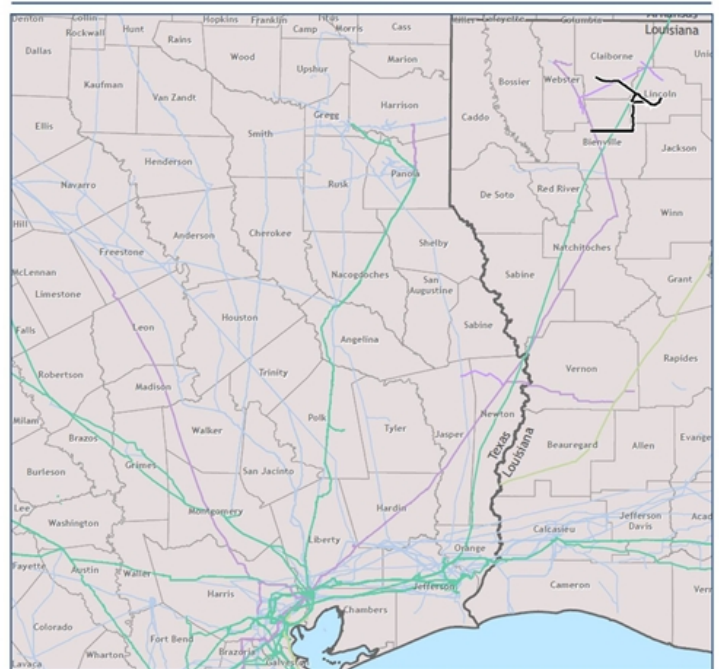 Denton Collin Hunt Hopkins Franklin Titus Morris Cass Miller Lafayette Columbia Arkansas
Rockwall Camp Louisiana
Dallas Rains Wood Marion Claiborne
Upshur
Kaufman Van Zandt Harrison Bossier Webster Lincoln
Ellis Smith Gregg Caddo
Henderson Bienville Jackson
Navarro Rusk Panola De Soto Red River
Hill Anderson Cherokee Winn
Freestone Shelby Natchitoches
McLennan Nacogdoches San Sabine Grant
Limestone Augustine
Houston
Falls Leon Angelina Sabine
Robertson Trinity Vernon Rapides
Madison
Milam Brazos Walker Polk Tyler Jasper Newton
Texas
Louisiana
Beauregard Allen
Burleson Grimes San Jacinto
Lee Montgomery Hardin
Washington Calcasieu Jefferson
Davis
Liberty Orange
Fayette Austin Waller
Harris Jefferson Cameron
Colorado Chambers
Fort Bend
Wharton Brazoria
Lavaca Galveston